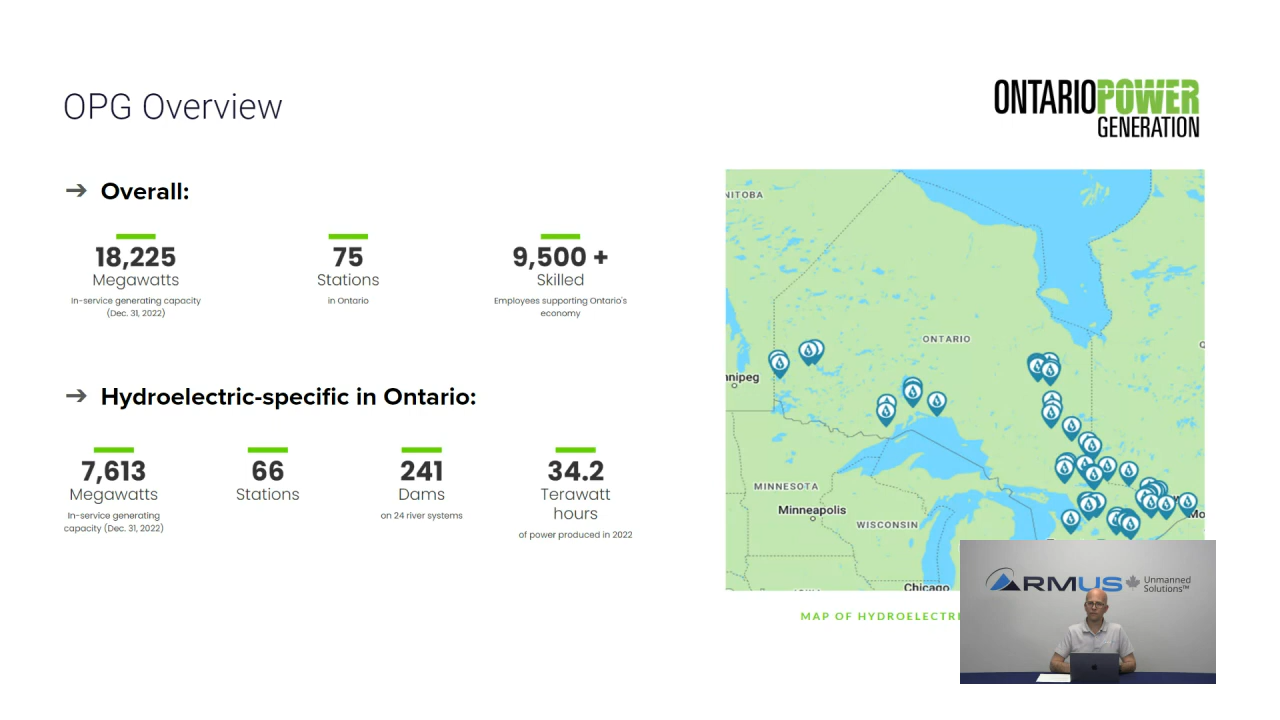 OPG Overview
ONTARIOPOWER
GENERATION
➔ Overall:
18,225
Megawatts
In-service generating capacity
(Dec. 31, 2022)
75
Stations
in Ontario
9,500 +
Skilled
Employees supporting Ontario's
economy
➔ Hydroelectric-specific in Ontario:
7,613
Megawatts
In-service generating
capacity (Dec. 31, 2022)
66
Stations
241
Dams
on 24 river systems
34.2
Terawatt
hours
of power produced in 2022
NITOBA
ONTARIO
nnipeg
MINNESOTA
Minneapolis
WISCONSIN
Mo
Chicago
MAP OF HYDROELECTRI
ARMUS Unmanned
Solutions™